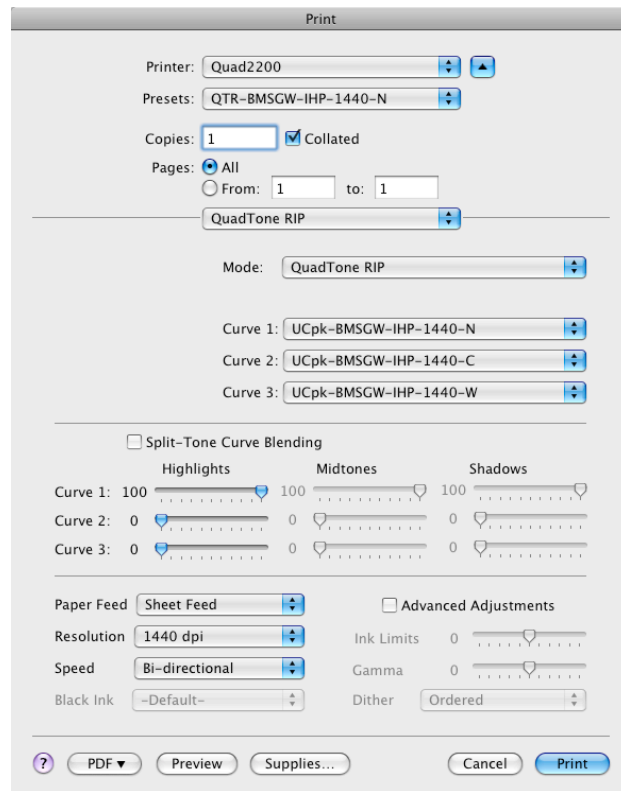 Print
Printer: Quad2200
Presets: QTR-BMSGW-IHP-1440-N
Copies: 1 Collated
Pages: All
From: 1 to: 1
QuadTone RIP
Mode: QuadTone RIP
Curve 1: UCpk-BMSGW-IHP-1440-N
Curve 2: UCpk-BMSGW-IHP-1440-C
Curve 3: UCpk-BMSGW-IHP-1440-W
Split-Tone Curve Blending
Highlights Midtones Shadows
Curve 1: 100 100 100
Curve 2: 0 0 0
Curve 3: 0 0 0
Paper Feed Sheet Feed Advanced Adjustments
Resolution 1440 dpi Ink Limits 0
Speed Bi-directional Gamma 0
Black Ink -Default- Dither Ordered
? PDF ▼ Preview Supplies... Cancel Print